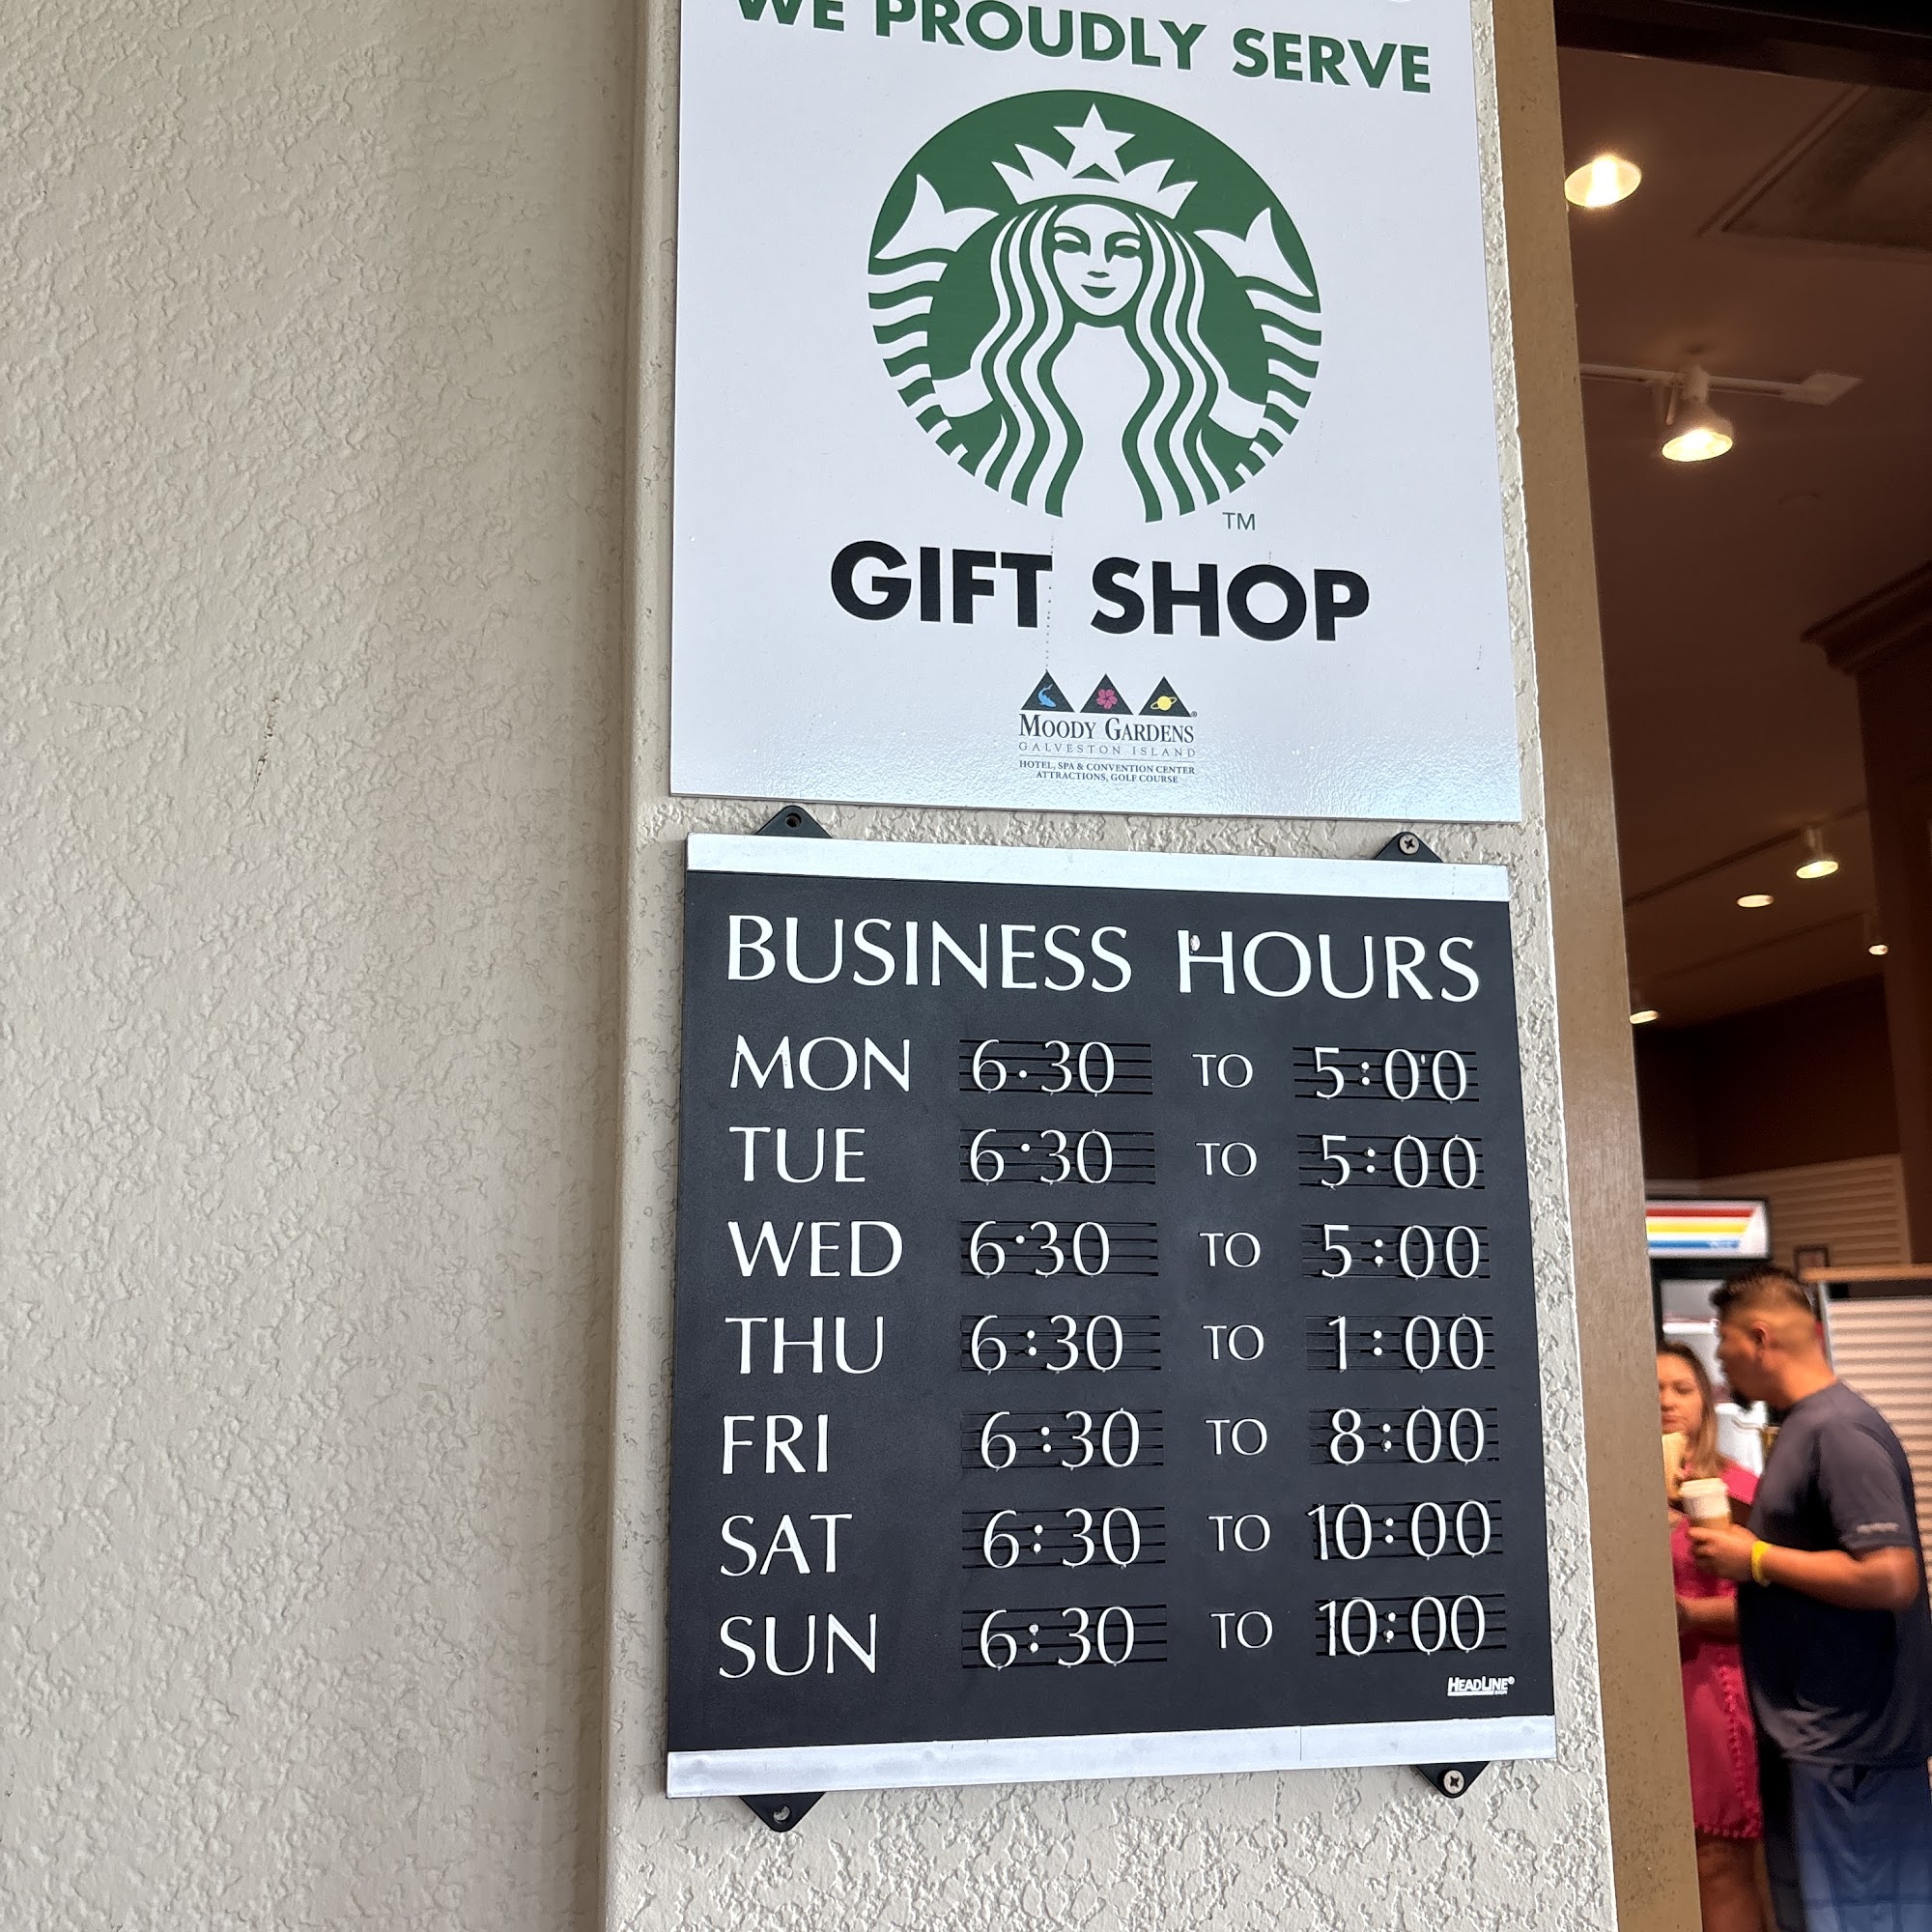 WE PROUDLY SERVE
TM
GIFT SHOP
MOODY GARDENS®
GALVESTON ISLAND
HOTEL, SPA & CONVENTION CENTER
ATTRACTIONS, GOLF COURSE
BUSINESS HOURS
MON 6.30 TO 5:00
TUE 6·30 TO 5:00
WED 6·30 TO 5:00
THU 6:30 TO 1:00
FRI 6:30 TO 8:00
SAT 6:30 TO 10:00
SUN 6:30 TO 10:00
HEADLINE®